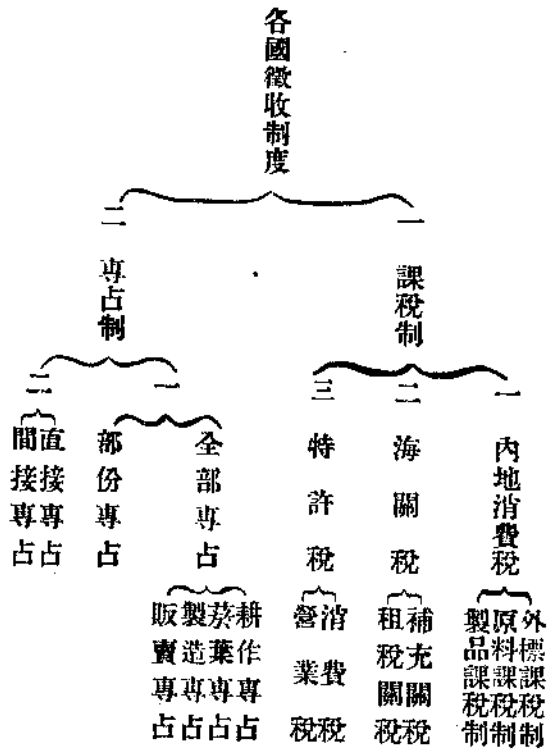 各國徵收制度
一 課稅制
一 內地消費稅
外標課稅制
原料課稅制
製品課稅制
二 海關稅
補充關稅
租稅關稅
三 特許稅
消費稅
營業稅
二 專占制
一
全部專占
耕作專占
菸葉專占
製造專占
販賣專占
部份專占
二
直接專占
間接專占